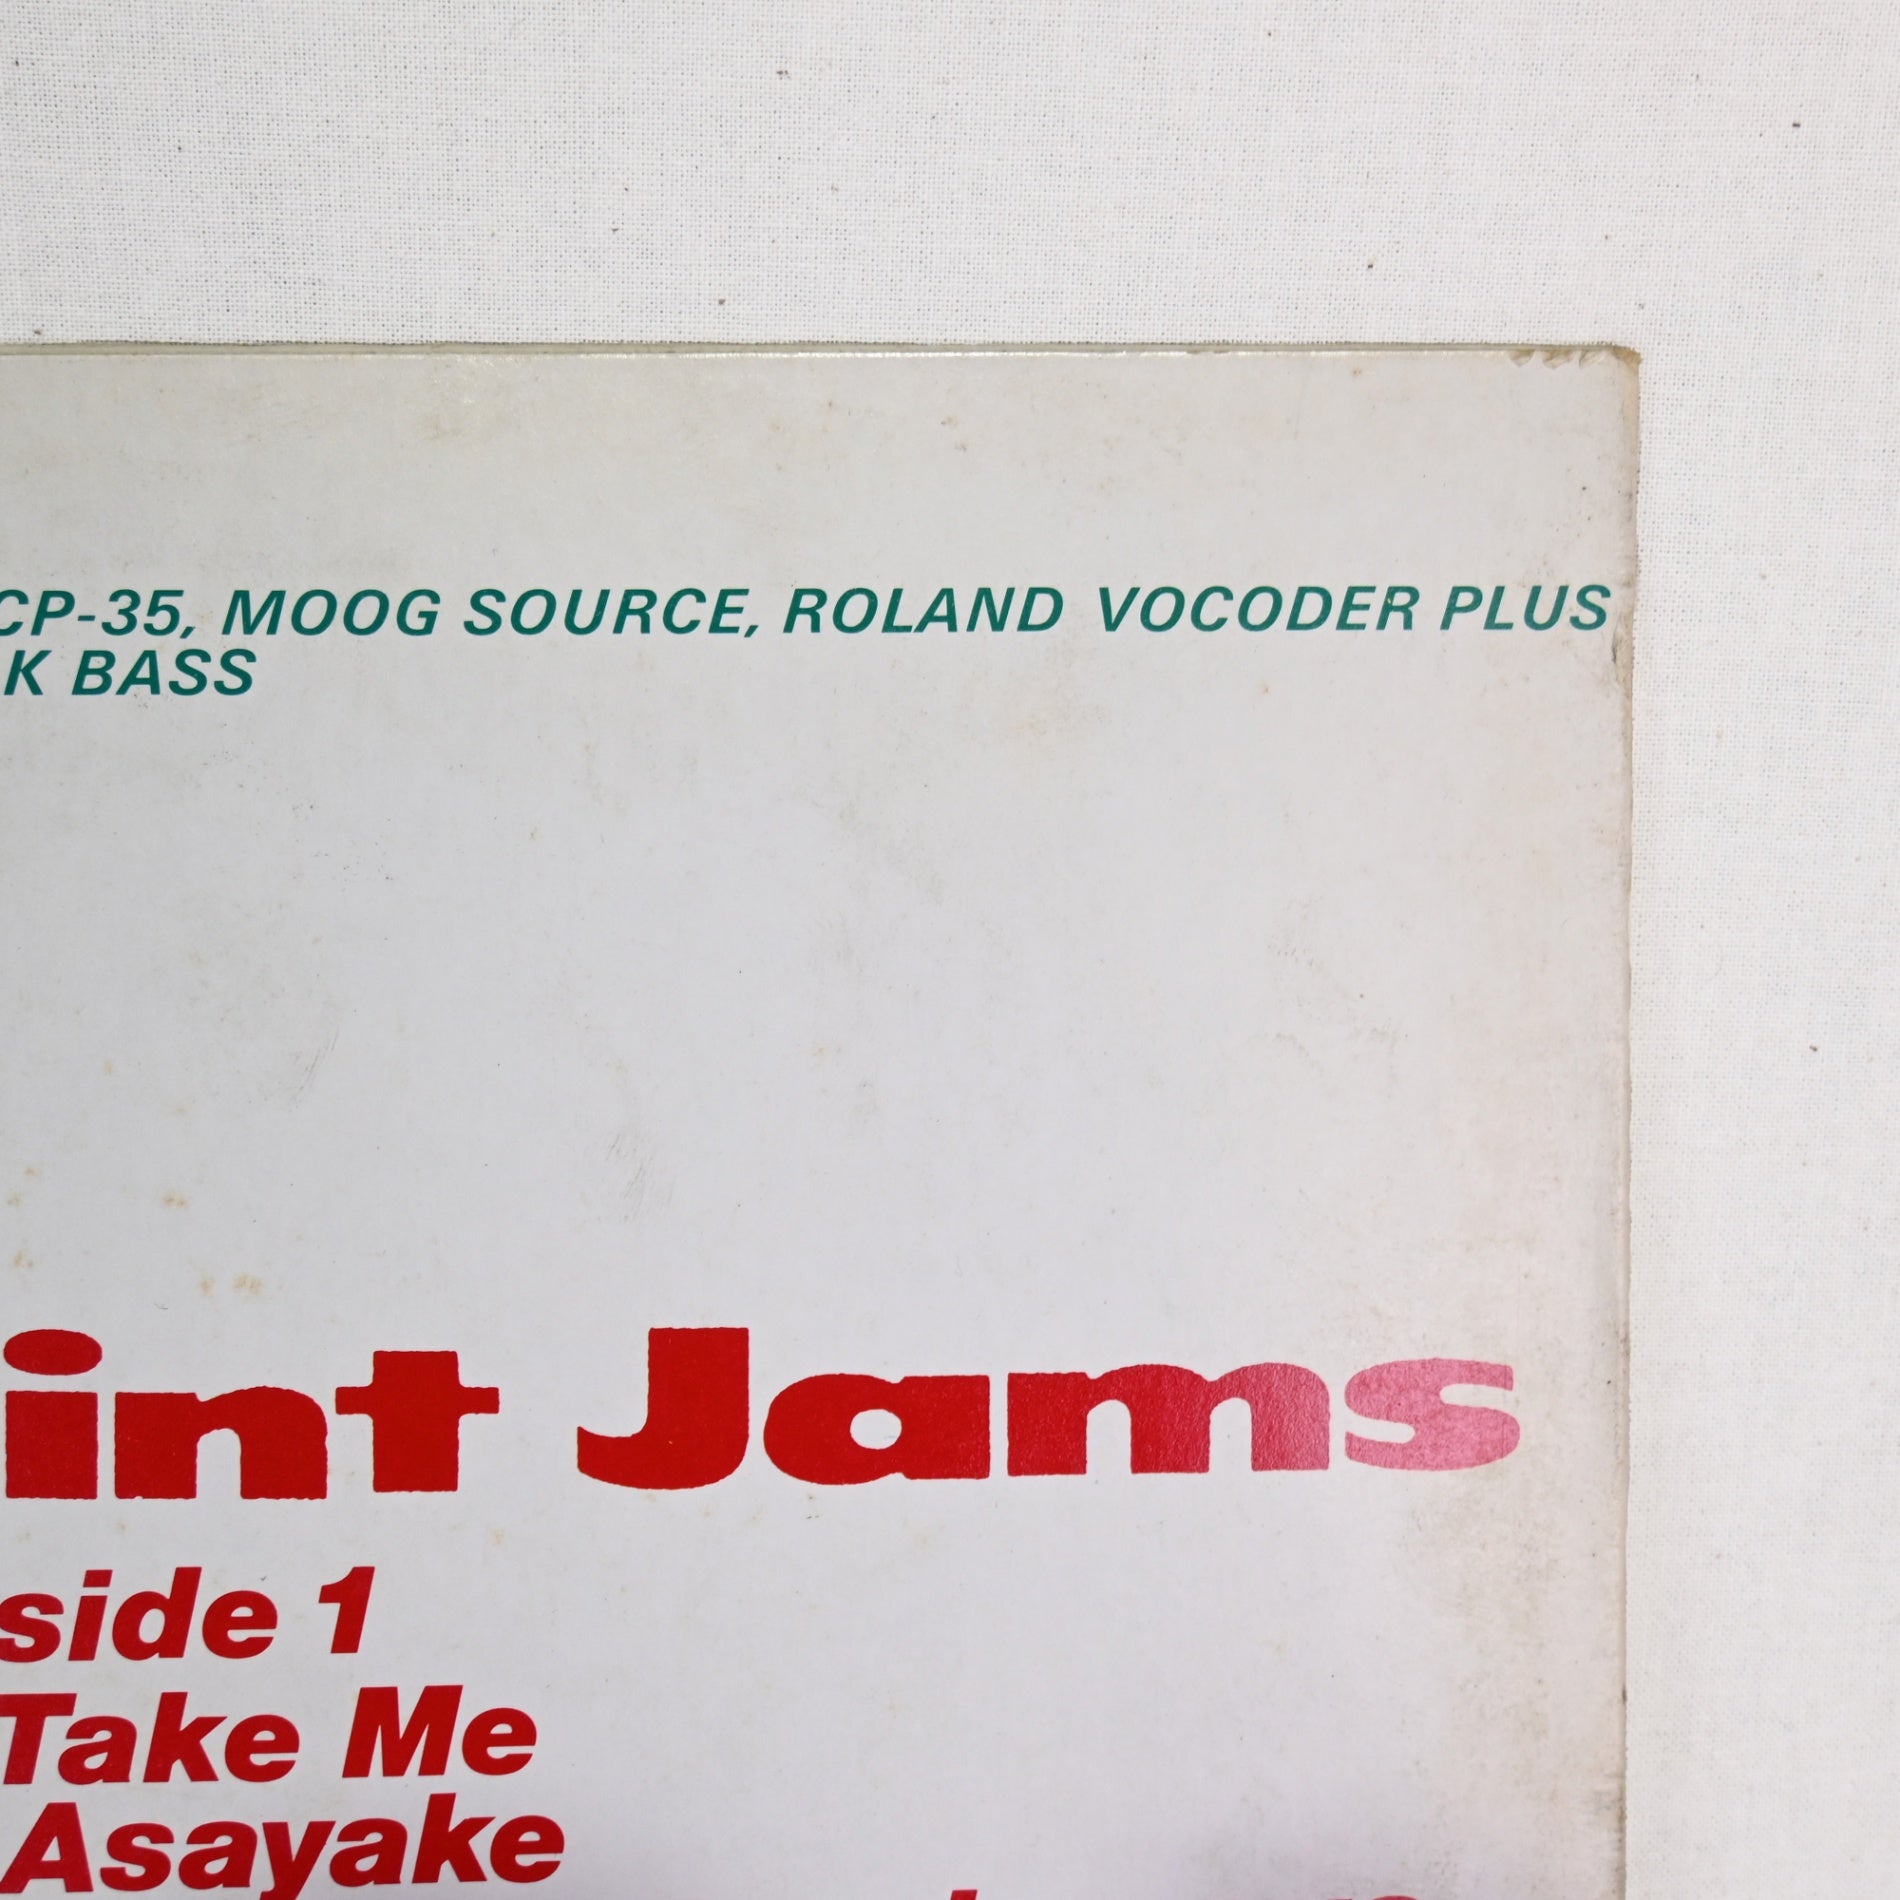 CP-35, MOOG SOURCE, ROLAND VOCODER PLUS
K BASS
int Jams
side 1
Take Me
Asayake